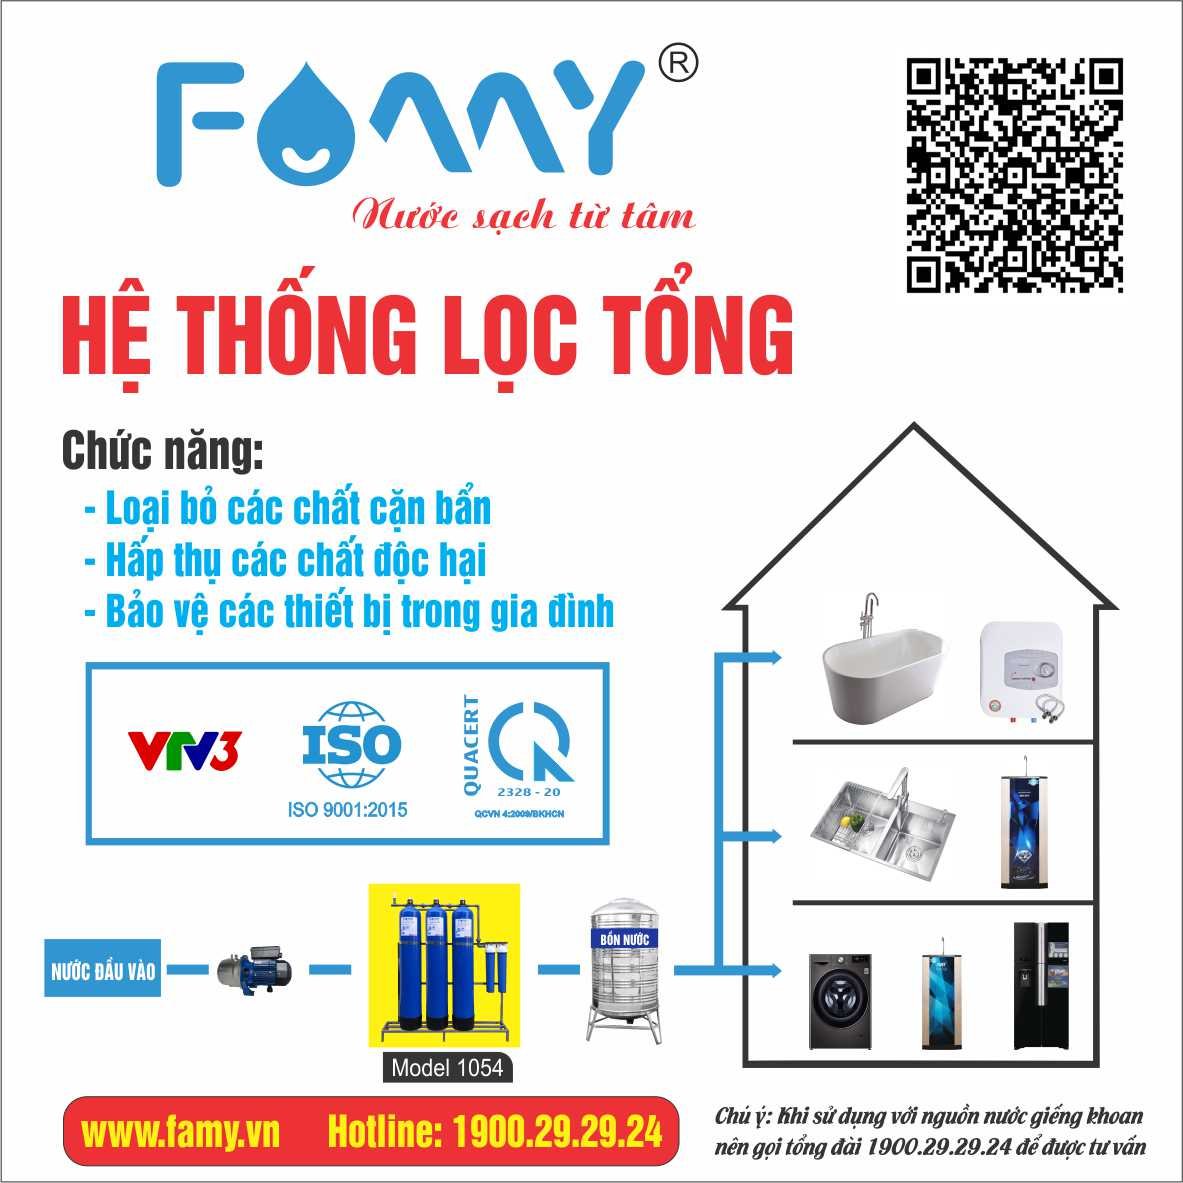 FAMY®
Nước sạch từ tâm
HỆ THỐNG LỌC TỔNG
Chức năng:
- Loại bỏ các chất cặn bẩn
- Hấp thụ các chất độc hại
- Bảo vệ các thiết bị trong gia đình
VTV3
ISO
ISO 9001:2015
QUACERT
2328 - 20
QCVN 4:2009/BKHCN
NƯỚC ĐẦU VÀO
BỒN NƯỚC
Model 1054
www.famy.vn Hotline: 1900.29.29.24
Chú ý: Khi sử dụng với nguồn nước giếng khoan
nên gọi tổng đài 1900.29.29.24 để được tư vấn